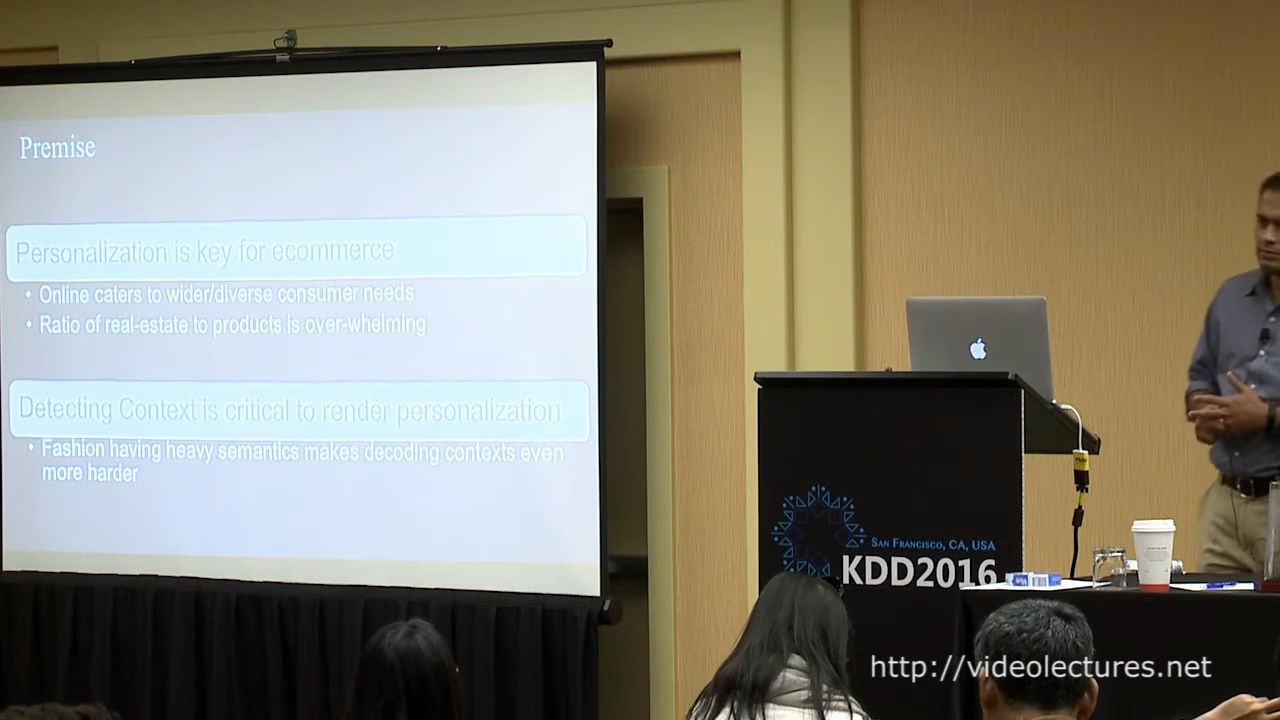 Premise
Personalization is key for ecommerce
• Online caters to wider/diverse consumer needs
• Ratio of real-estate to products is over-whelming
Detecting Context is critical to render personalization
• Fashion having heavy semantics makes decoding contexts even
more harder
San Francisco, CA, USA
KDD2016
http://videolectures.net